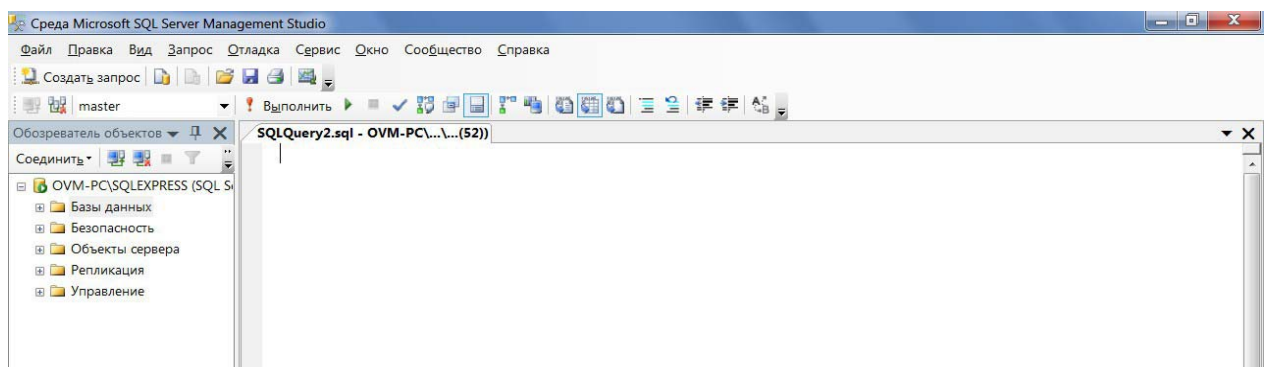 Среда Microsoft SQL Server Management Studio
Файл Правка Вид Запрос Отладка Сервис Окно Сообщество Справка
Создать запрос
master Выполнить
Обозреватель объектов SQLQuery2.sql - OVM-PC\...\...(52))
Соединить
OVM-PC\SQLEXPRESS (SQL Se
Базы данных
Безопасность
Объекты сервера
Репликация
Управление